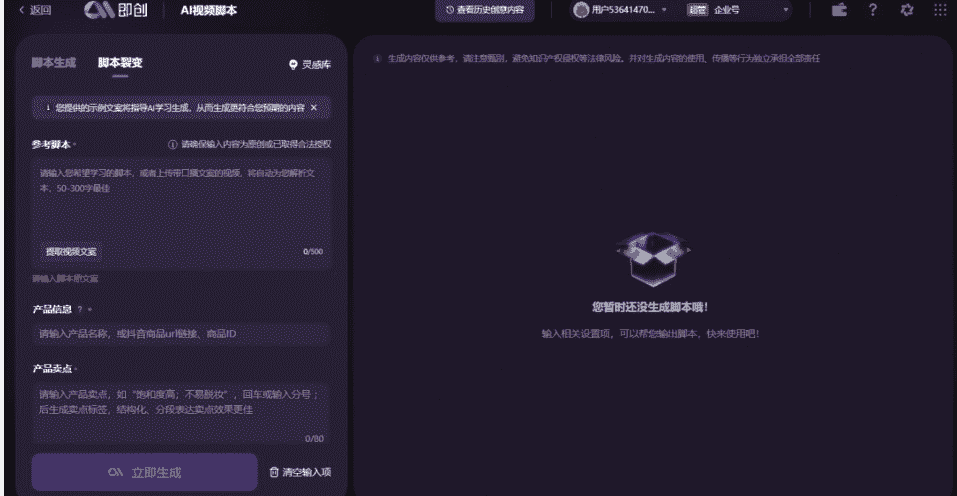 返回
即创
AI视频脚本
查看历史创意内容
用户53641470...
超管 企业号
脚本生成 脚本裂变 灵感库
您提供的示例文案将指导AI学习生成，从而生成更符合您预期的内容
参考脚本 请确保输入内容为原创或已取得合法授权
请输入您希望学习的脚本，或者上传带口播文案的视频，将自动为您解析文
本，50-300字最佳
提取视频文案 0/500
请输入脚本原文案
产品信息 ?
请输入产品名称，或抖音商品url链接、商品ID
产品卖点
请输入产品卖点，如“饱和度高；不易脱妆”，回车或输入分号；
后生成卖点标签，结构化、分段表达卖点效果更佳
0/80
立即生成 清空输入项
生成内容仅供参考，请注意甄别，避免知识产权侵权等法律风险，并对生成内容的使用、传播等行为独立承担全部责任
您暂时还没生成脚本哦！
输入相关设置项，可以帮您输出脚本，快来使用吧！